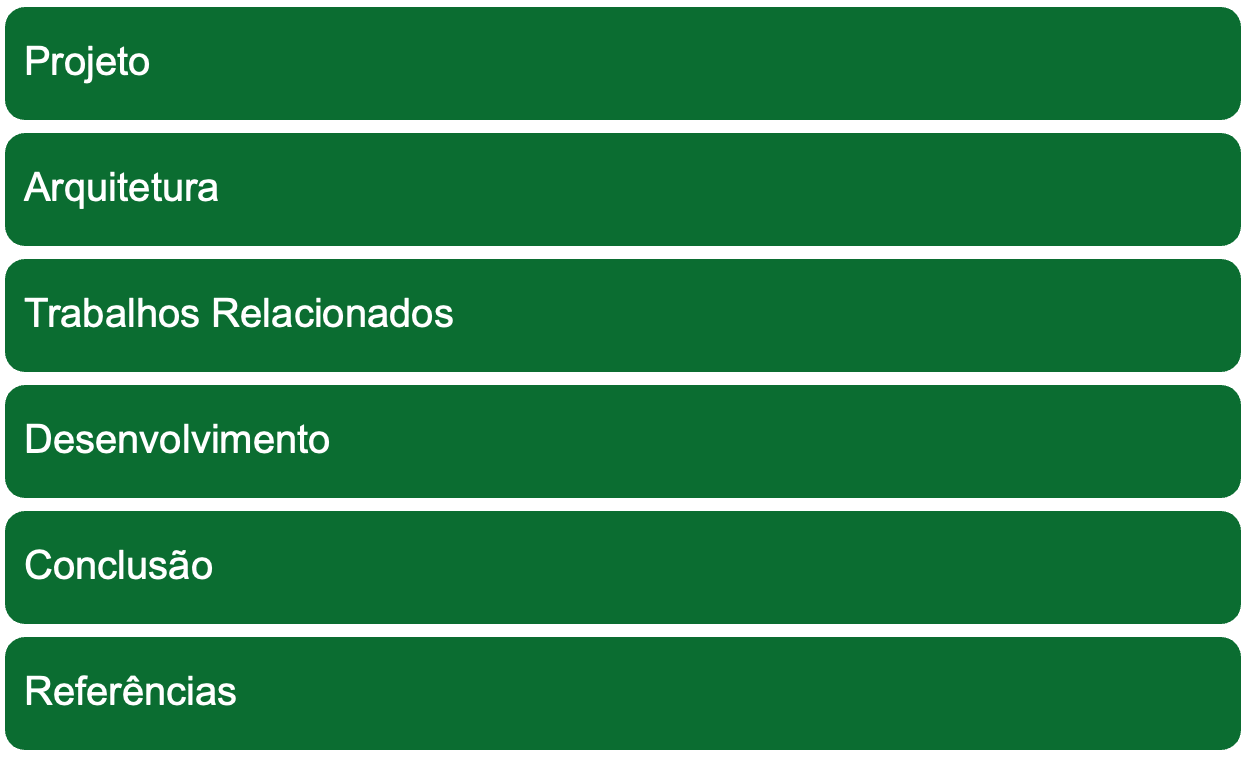 Projeto
Arquitetura
Trabalhos Relacionados
Desenvolvimento
Conclusão
Referências